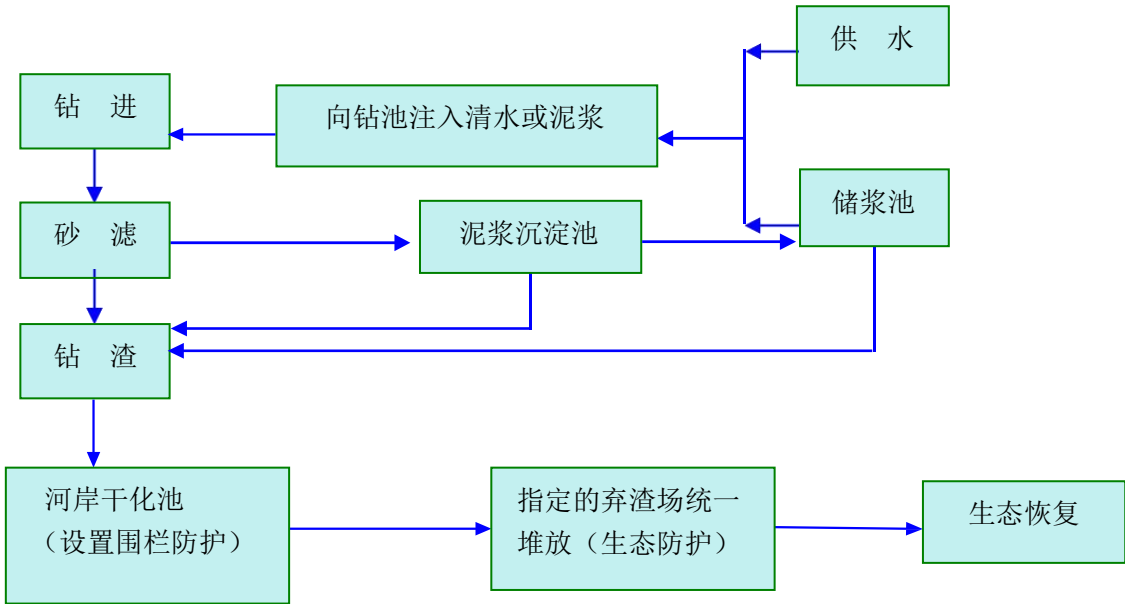 供 水
钻 进
向钻池注入清水或泥浆
储浆池
砂 滤
泥浆沉淀池
钻 渣
河岸干化池
（设置围栏防护）
指定的弃渣场统一
堆放（生态防护）
生态恢复